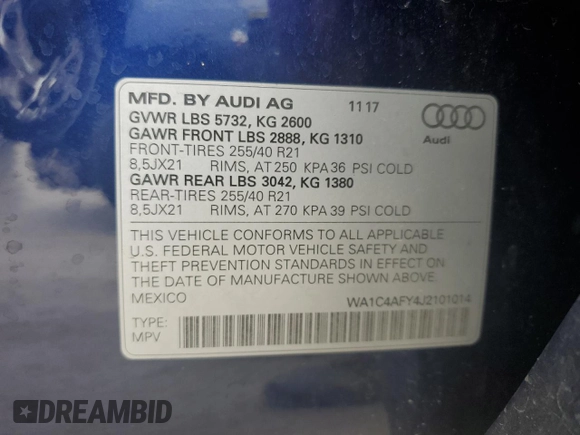 MFD. BY AUDI AG 11 17
GVWR LBS 5732, KG 2600
GAWR FRONT LBS 2888, KG 1310
FRONT-TIRES 255/40 R21
8,5JX21 RIMS, AT 250 KPA 36 PSI COLD
GAWR REAR LBS 3042, KG 1380
REAR-TIRES 255/40 R21
8,5JX21 RIMS, AT 270 KPA 39 PSI COLD
Audi
THIS VEHICLE CONFORMS TO ALL APPLICABLE
U.S. FEDERAL MOTOR VEHICLE SAFETY AND
THEFT PREVENTION STANDARDS IN EFFECT ON
THE DATE OF MANUFACTURE SHOWN ABOVE.
MEXICO
WA1C4AFY4J2101014
TYPE:
MPV
DREAMBID